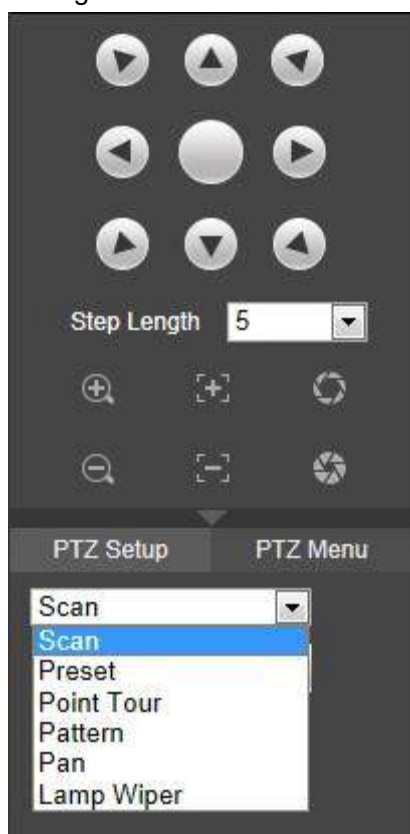 Step Length 5
PTZ Setup PTZ Menu
Scan
Scan
Preset
Point Tour
Pattern
Pan
Lamp Wiper